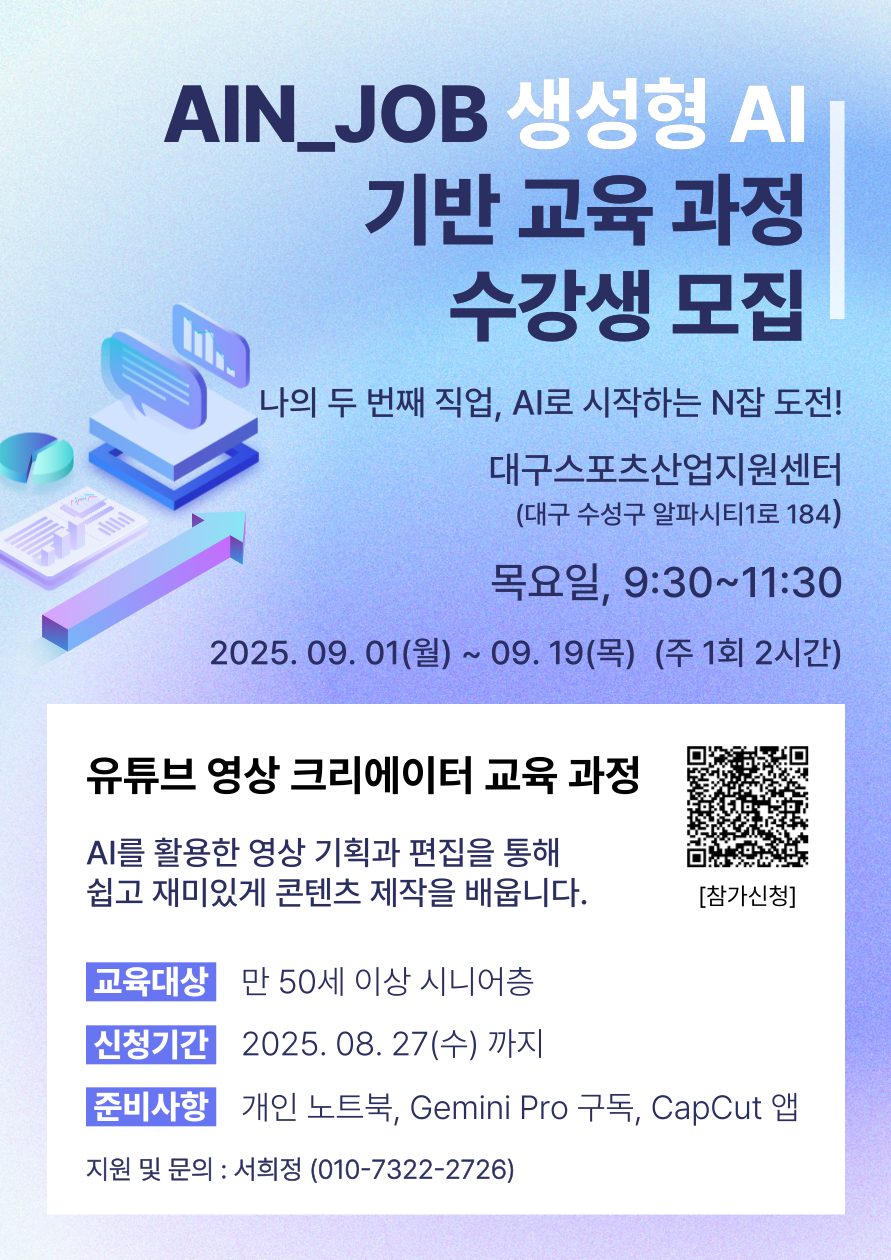 AIN_JOB 생성형 AI
기반 교육 과정
수강생 모집
나의 두 번째 직업, AI로 시작하는 N잡 도전!
대구스포츠산업지원센터
(대구 수성구 알파시티1로 184)
목요일, 9:30~11:30
2025. 09. 01(월) ~ 09. 19(목) (주 1회 2시간)
유튜브 영상 크리에이터 교육 과정
AI를 활용한 영상 기획과 편집을 통해
쉽고 재미있게 콘텐츠 제작을 배웁니다.
[참가신청]
교육대상 만 50세 이상 시니어층
신청기간 2025. 08. 27(수) 까지
준비사항 개인 노트북, Gemini Pro 구독, CapCut 앱
지원 및 문의 : 서희정 (010-7322-2726)